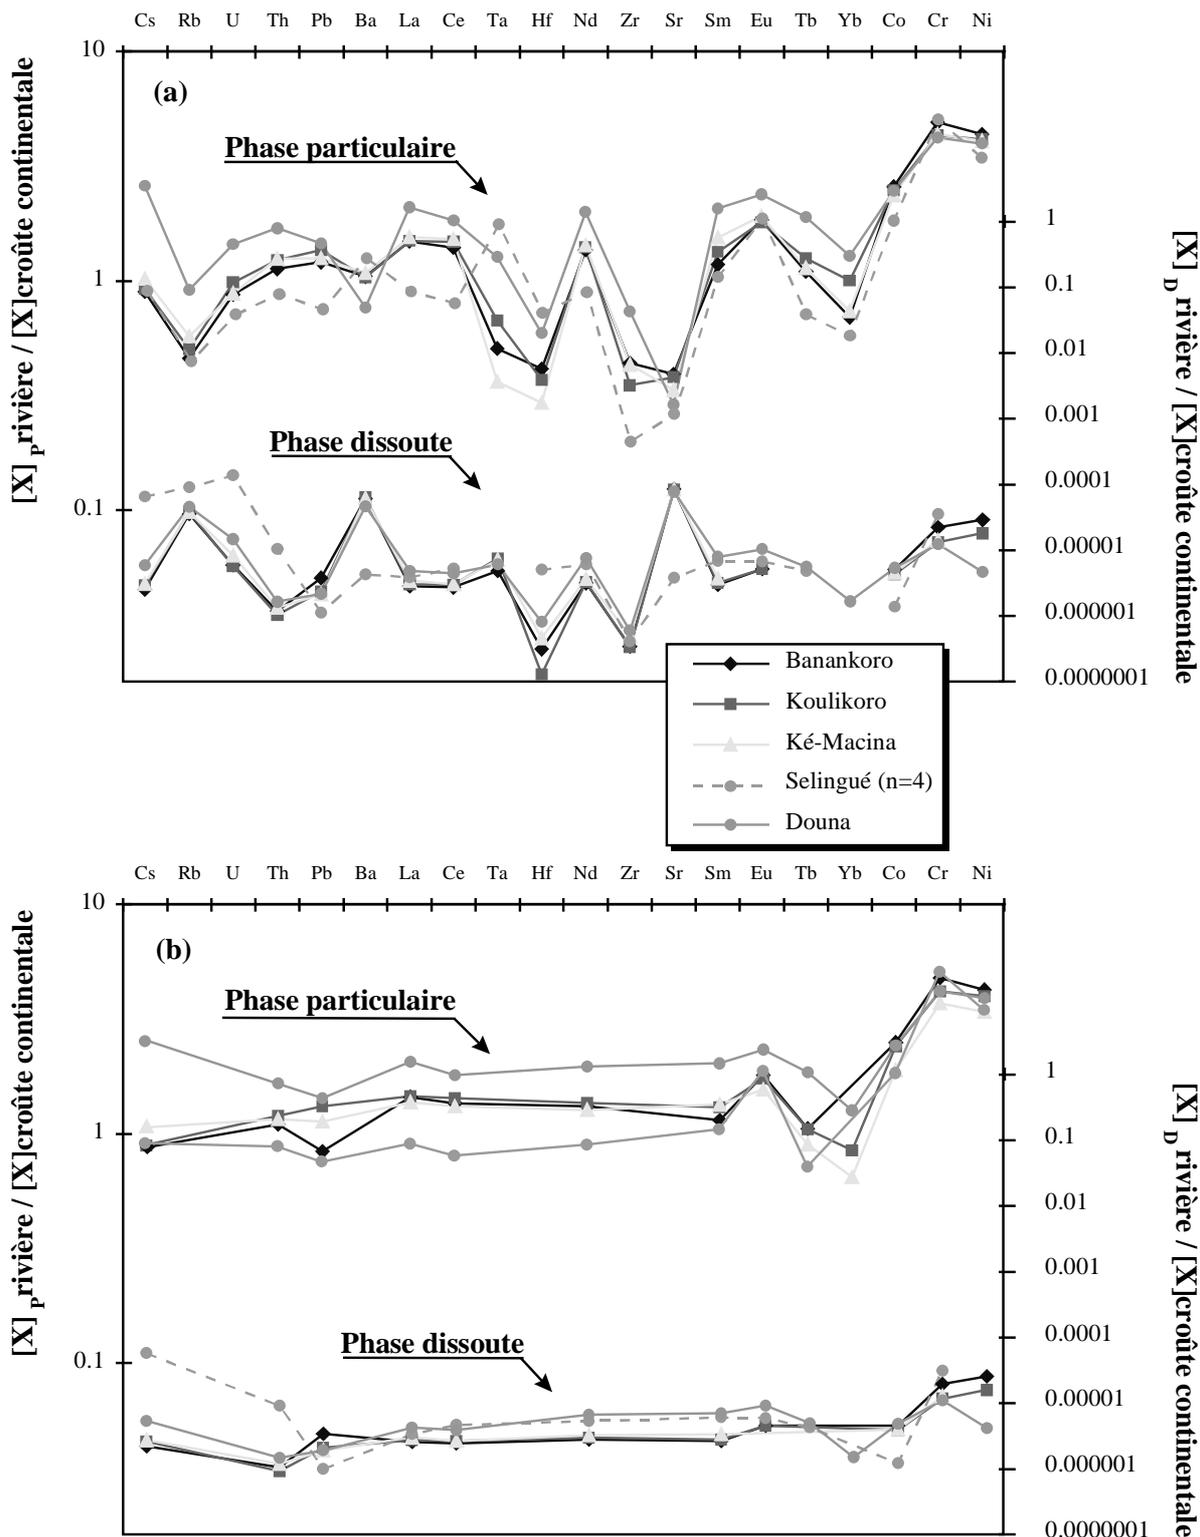 Cs Rb U Th Pb Ba La Ce Ta Hf Nd Zr Sr Sm Eu Tb Yb Co Cr Ni
10
(a)
Phase particulaire
1
1
0.1
0.01
0.001
Phase dissoute
0.0001
0.1
0.00001
0.000001
0.0000001
[X] P rivière / [X]croûte continentale
[X] D rivière / [X]croûte continentale
Banankoro
Koulikoro
Ké-Macina
Selingué (n=4)
Douna
Cs Rb U Th Pb Ba La Ce Ta Hf Nd Zr Sr Sm Eu Tb Yb Co Cr Ni
10
(b)
Phase particulaire
1
1
0.1
0.01
0.001
Phase dissoute
0.0001
0.1
0.00001
0.000001
0.0000001
[X] P rivière / [X]croûte continentale
[X] D rivière / [X]croûte continentale